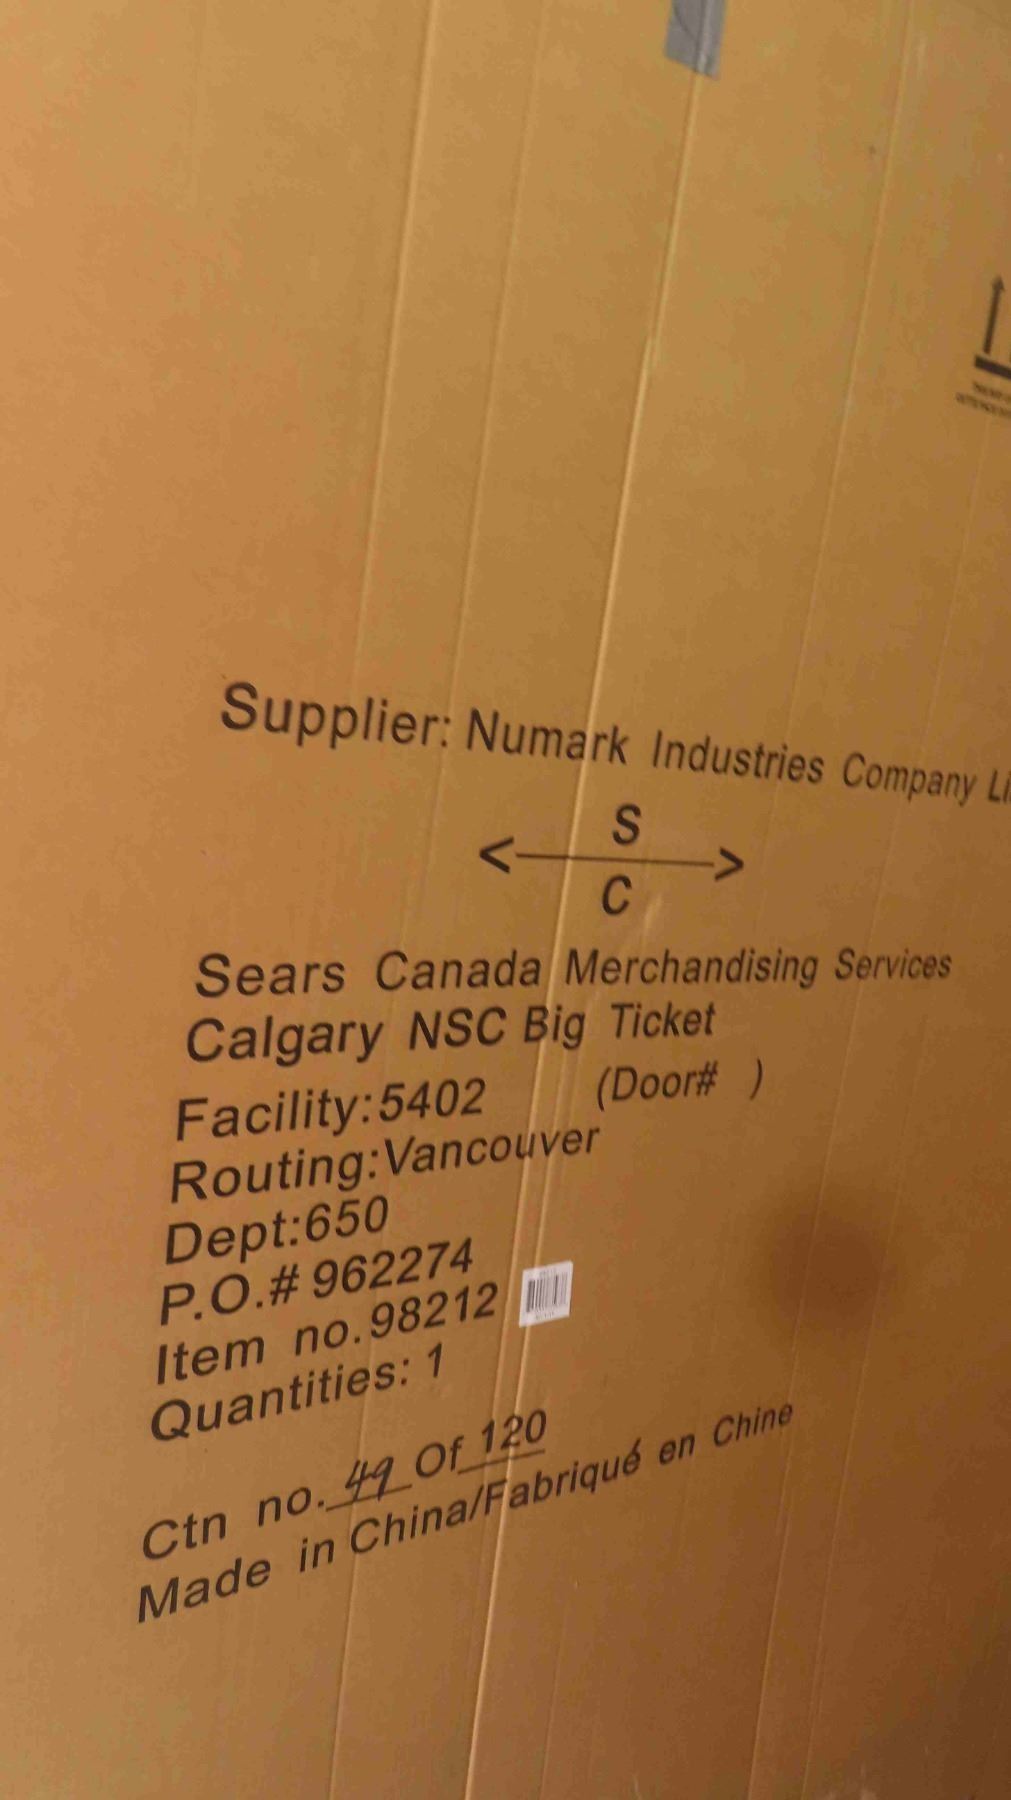 Supplier: Numark Industries Company
S
C
Sears Canada Merchandising Services
Calgary NSC Big Ticket
Facility:5402 (Door# )
Routing:Vancouver
Dept:650
P.O.# 962274
Item no.98212
Quantities: 1
Ctn no. 49 Of 120
Made in China/Fabriqué en Chine